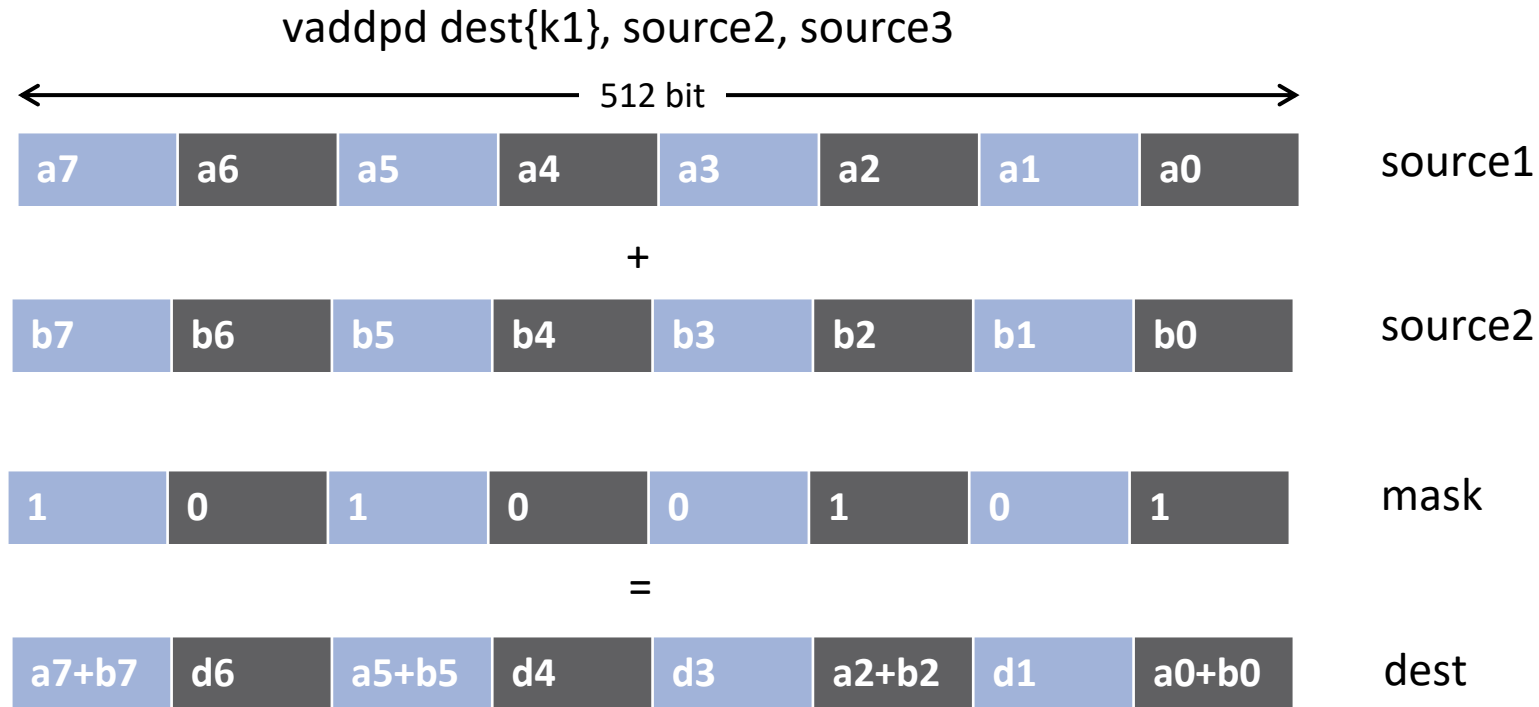 vaddpd dest{k1}, source2, source3
512 bit
a7 a6 a5 a4 a3 a2 a1 a0 source1
+
b7 b6 b5 b4 b3 b2 b1 b0 source2
1 0 1 0 0 1 0 1 mask
=
a7+b7 d6 a5+b5 d4 d3 a2+b2 d1 a0+b0 dest